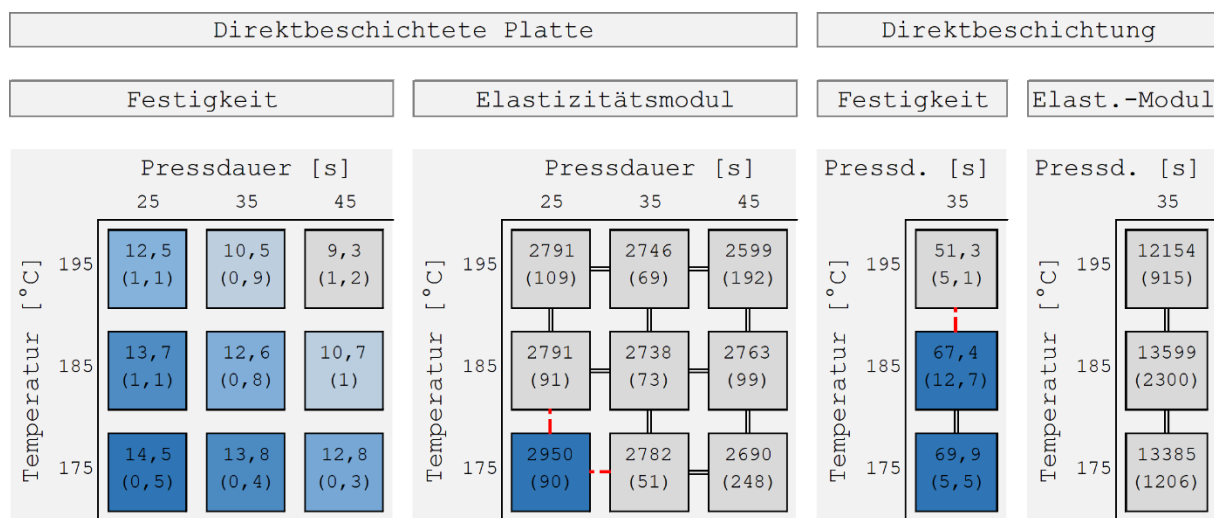 Direktbeschichtete Platte
Direktbeschichtung
Festigkeit
Elastizitätsmodul
Festigkeit
Elast.-Modul
Pressdauer [s]
25 35 45
Temperatur [°C]
195
12,5 10,5 9,3
(1,1) (0,9) (1,2)
185
13,7 12,6 10,7
(1,1) (0,8) (1)
175
14,5 13,8 12,8
(0,5) (0,4) (0,3)
Pressdauer [s]
25 35 45
Temperatur [°C]
195
2791 2746 2599
(109) (69) (192)
185
2791 2738 2763
(91) (73) (99)
175
2950 2782 2690
(90) (51) (248)
Pressd. [s]
35
Temperatur [°C]
195
51,3
(5,1)
185
67,4
(12,7)
175
69,9
(5,5)
Pressd. [s]
35
Temperatur [°C]
195
12154
(915)
185
13599
(2300)
175
13385
(1206)